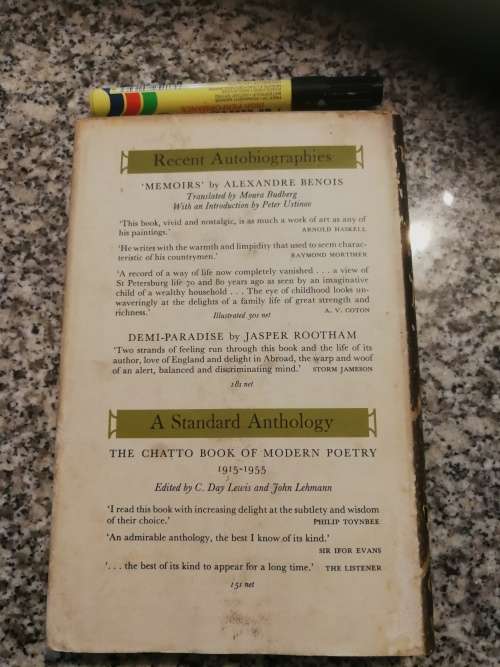 Recent Autobiographies
‘MEMOIRS’ by ALEXANDRE BENOIS
Translated by Moura Budberg
With an Introduction by Peter Ustinov
‘This book, vivid and nostalgic, is as much a work of art as any of
his paintings.’ ARNOLD HASKELL
‘He writes with the warmth and limpidity that used to seem charac-
teristic of his countrymen.’ RAYMOND MORTIMER
‘A record of a way of life now completely vanished . . . a view of
St Petersburg life 70 and 80 years ago as seen by an imaginative
child of a wealthy household . . . The eye of childhood looks un-
waveringly at the delights of a family life of great strength and
richness.’ A. V. COTON
Illustrated 30s net
DEMI-PARADISE by JASPER ROOTHAM
‘Two strands of feeling run through this book and the life of its
author, love of England and delight in Abroad, the warp and woof
of an alert, balanced and discriminating mind.’ STORM JAMESON
18s net
A Standard Anthology
THE CHATTO BOOK OF MODERN POETRY
1915-1955
Edited by C. Day Lewis and John Lehmann
‘I read this book with increasing delight at the subtlety and wisdom
of their choice.’ PHILIP TOYNBEE
‘An admirable anthology, the best I know of its kind.’
SIR IFOR EVANS
‘. . . the best of its kind to appear for a long time.’ THE LISTENER
15s net